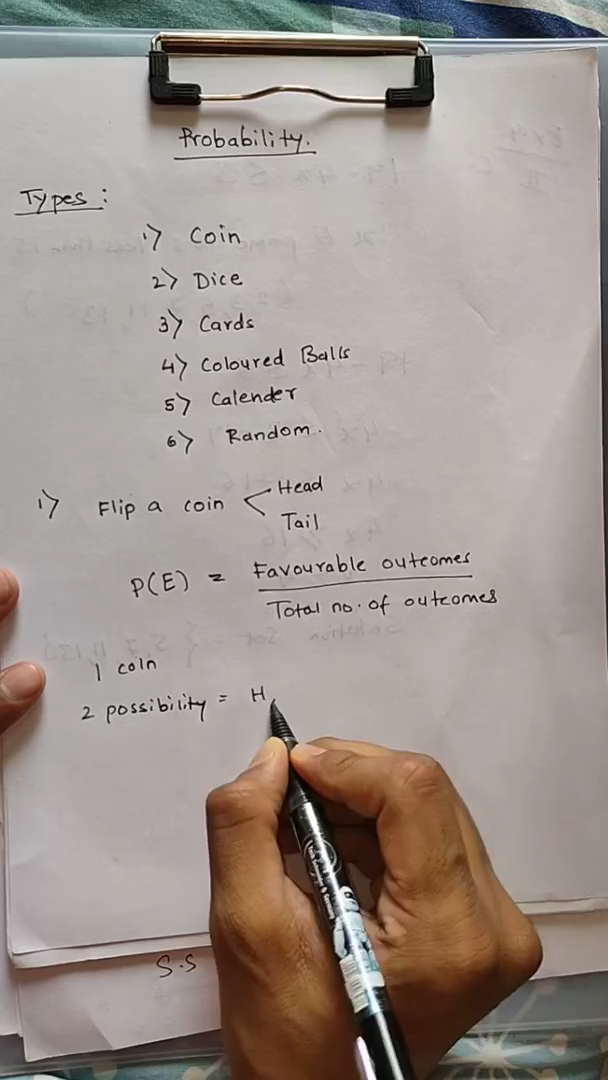 Probability.
Types :
1) Coin
2) Dice
3) Cards
4) Coloured Balls
5) Calender
6) Random.
1) Flip a coin < Head
Tail
P(E) = Favourable outcomes
Total no. of outcomes
1 coin
2 possibility = H,
S.S